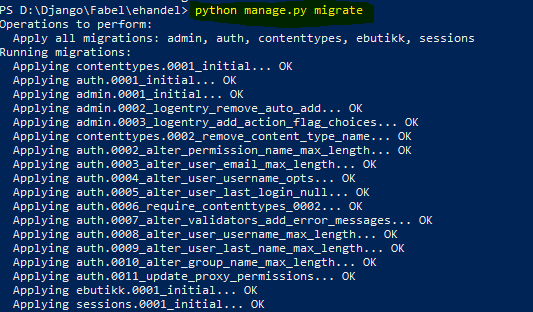 PS D:\Django\Fabel\ehandel> python manage.py migrate
Operations to perform:
  Apply all migrations: admin, auth, contenttypes, ebutikk, sessions
Running migrations:
  Applying contenttypes.0001_initial... OK
  Applying auth.0001_initial... OK
  Applying admin.0001_initial... OK
  Applying admin.0002_logentry_remove_auto_add... OK
  Applying admin.0003_logentry_add_action_flag_choices... OK
  Applying contenttypes.0002_remove_content_type_name... OK
  Applying auth.0002_alter_permission_name_max_length... OK
  Applying auth.0003_alter_user_email_max_length... OK
  Applying auth.0004_alter_user_username_opts... OK
  Applying auth.0005_alter_user_last_login_null... OK
  Applying auth.0006_require_contenttypes_0002... OK
  Applying auth.0007_alter_validators_add_error_messages... OK
  Applying auth.0008_alter_user_username_max_length... OK
  Applying auth.0009_alter_user_last_name_max_length... OK
  Applying auth.0010_alter_group_name_max_length... OK
  Applying auth.0011_update_proxy_permissions... OK
  Applying ebutikk.0001_initial... OK
  Applying sessions.0001_initial... OK